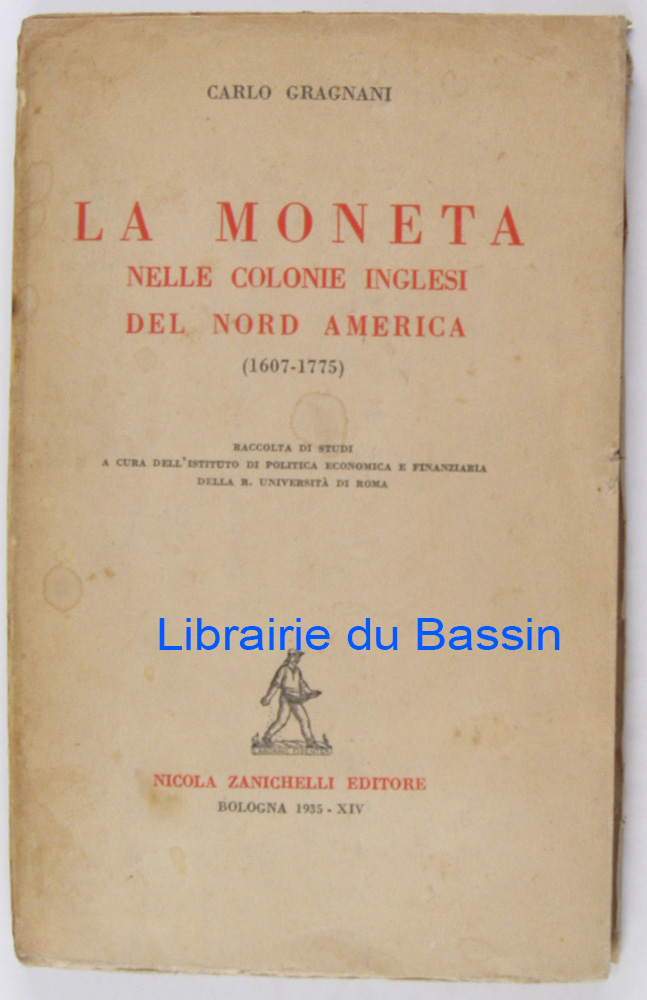 CARLO GRAGNANI
LA MONETA
NELLE COLONIE INGLESI
DEL NORD AMERICA
(1607-1775)
RACCOLTA DI STUDI
A CURA DELL'ISTITUTO DI POLITICA ECONOMICA E FINANZIARIA
DELLA R. UNIVERSITÀ DI ROMA
Librairie du Bassin
NICOLA ZANICHELLI EDITORE
BOLOGNA 1935 - XIV